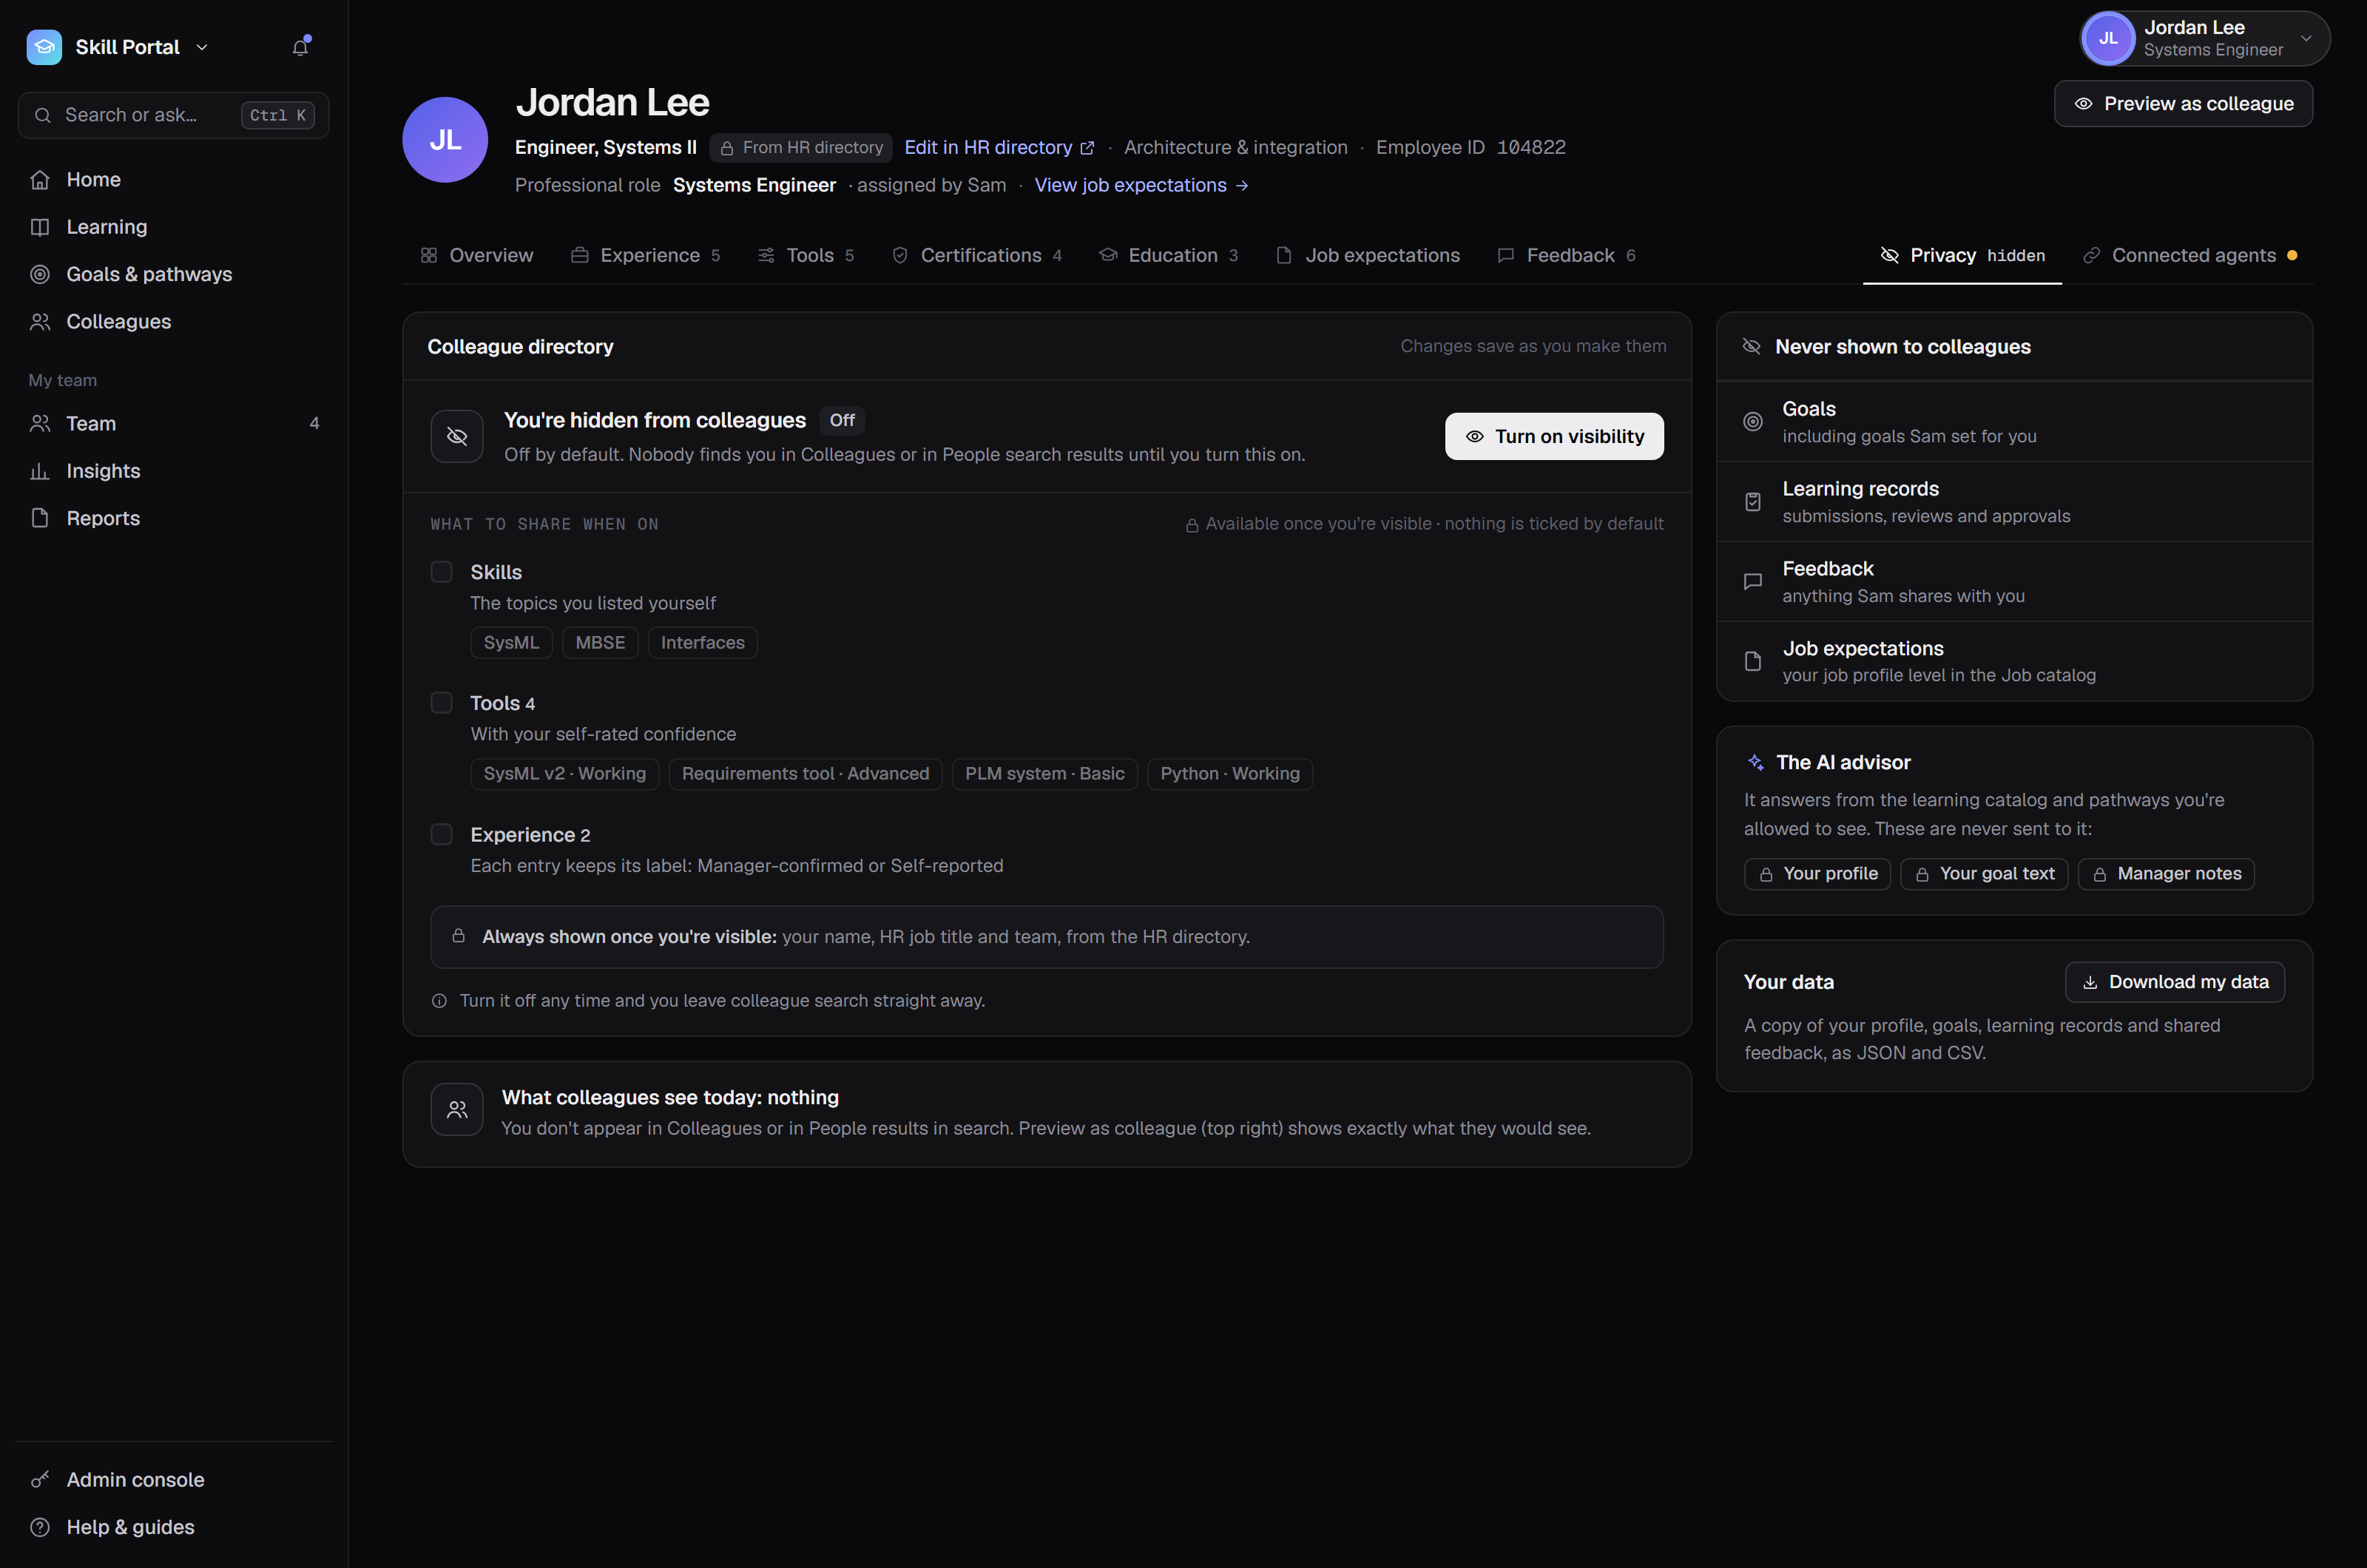 Skill Portal
Search or ask... Ctrl K
Home
Learning
Goals & pathways
Colleagues
My team
Team 4
Insights
Reports
Admin console
Help & guides
JL Jordan Lee
Systems Engineer
Preview as colleague
JL
Jordan Lee
Engineer, Systems II From HR directory Edit in HR directory · Architecture & integration · Employee ID 104822
Professional role Systems Engineer · assigned by Sam · View job expectations →
Overview Experience 5 Tools 5 Certifications 4 Education 3 Job expectations Feedback 6 Privacy hidden Connected agents
Colleague directory Changes save as you make them
You're hidden from colleagues Off
Off by default. Nobody finds you in Colleagues or in People search results until you turn this on.
Turn on visibility
WHAT TO SHARE WHEN ON Available once you're visible · nothing is ticked by default
Skills
The topics you listed yourself
SysML MBSE Interfaces
Tools 4
With your self-rated confidence
SysML v2 · Working Requirements tool · Advanced PLM system · Basic Python · Working
Experience 2
Each entry keeps its label: Manager-confirmed or Self-reported
Always shown once you're visible: your name, HR job title and team, from the HR directory.
Turn it off any time and you leave colleague search straight away.
What colleagues see today: nothing
You don't appear in Colleagues or in People results in search. Preview as colleague (top right) shows exactly what they would see.
Never shown to colleagues
Goals
including goals Sam set for you
Learning records
submissions, reviews and approvals
Feedback
anything Sam shares with you
Job expectations
your job profile level in the Job catalog
The AI advisor
It answers from the learning catalog and pathways you're
allowed to see. These are never sent to it:
Your profile Your goal text Manager notes
Your data Download my data
A copy of your profile, goals, learning records and shared
feedback, as JSON and CSV.